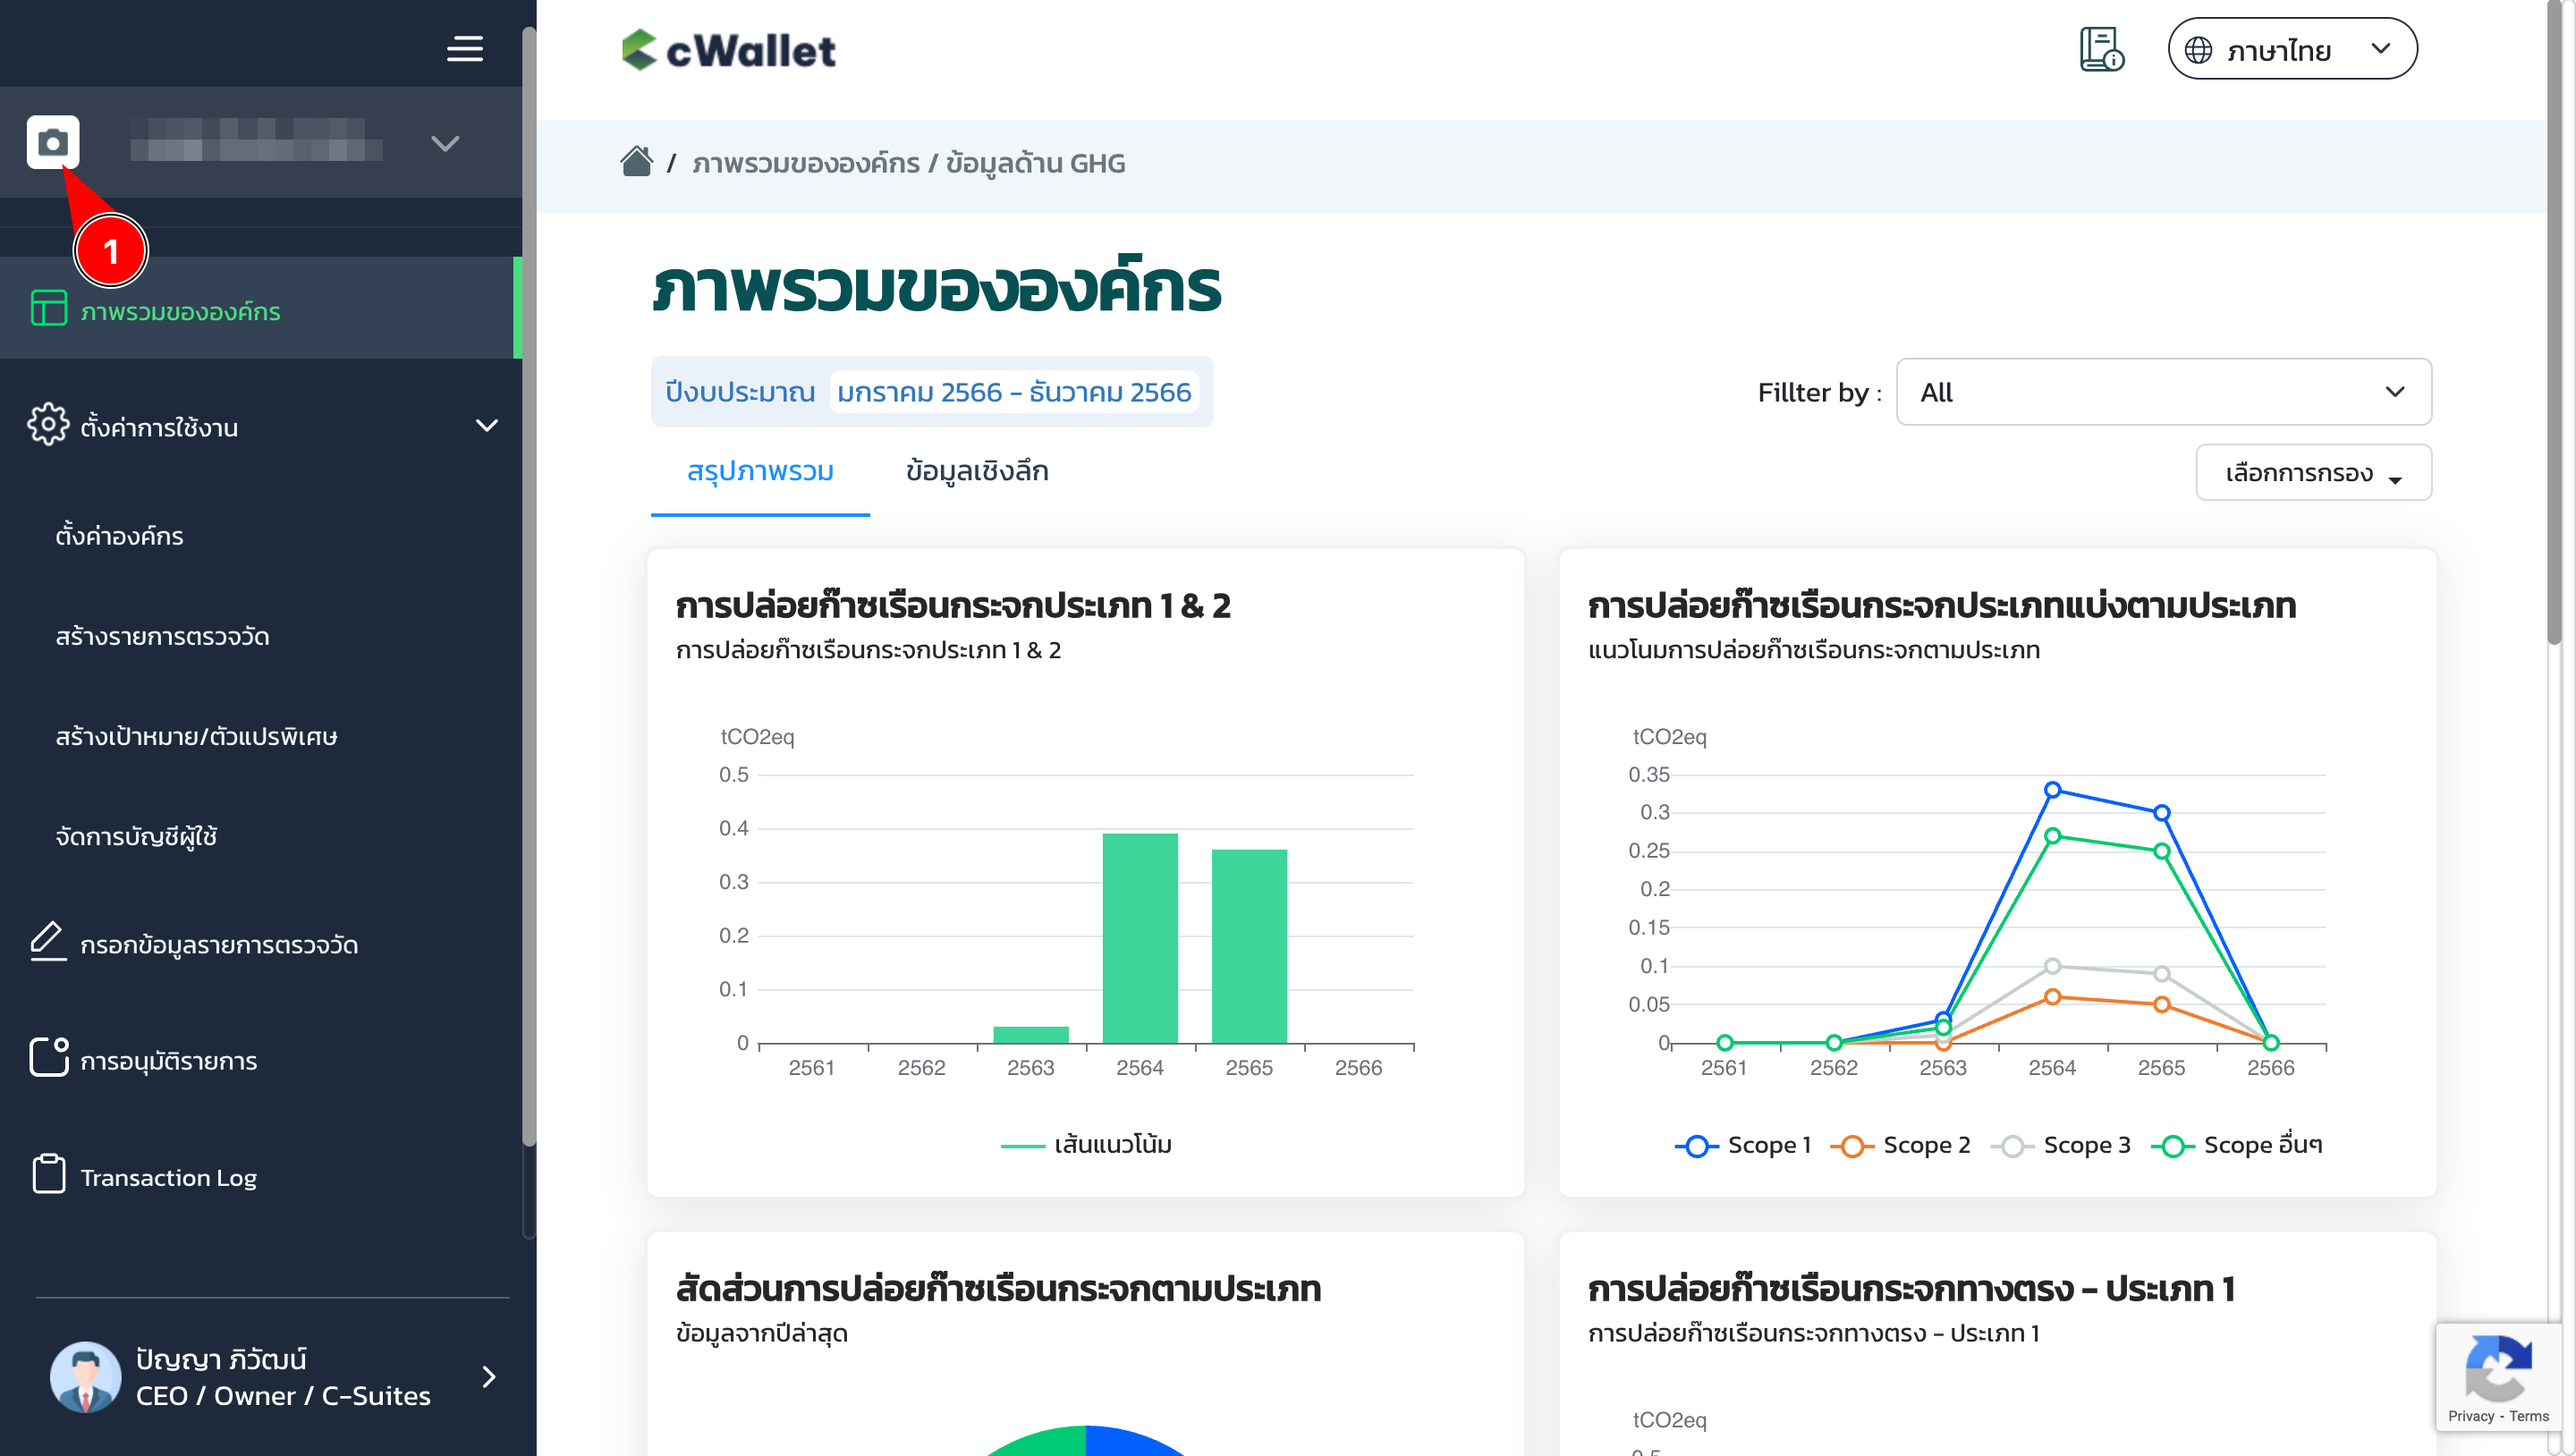 1
ภาพรวมขององค์กร
ตั้งค่าการใช้งาน
ตั้งค่าองค์กร
สร้างรายการตรวจวัด
สร้างเป้าหมาย/ตัวแปรพิเศษ
จัดการบัญชีผู้ใช้
กรอกข้อมูลรายการตรวจวัด
การอนุมัติรายการ
Transaction Log
ปัญญา ภิวัฒน์
CEO / Owner / C-Suites
cWallet
ภาษาไทย
/ ภาพรวมขององค์กร / ข้อมูลด้าน GHG
ภาพรวมขององค์กร
ปีงบประมาณ มกราคม 2566 - ธันวาคม 2566
Fillter by : All
สรุปภาพรวม ข้อมูลเชิงลึก
เลือกการกรอง
การปล่อยก๊าซเรือนกระจกประเภท 1 & 2
การปล่อยก๊าซเรือนกระจกประเภท 1 & 2
tCO2eq
0.5
0.4
0.3
0.2
0.1
0
2561 2562 2563 2564 2565 2566
เส้นแนวโน้ม
การปล่อยก๊าซเรือนกระจกประเภทแบ่งตามประเภท
แนวโนมการปล่อยก๊าซเรือนกระจกตามประเภท
tCO2eq
0.35
0.3
0.25
0.2
0.15
0.1
0.05
0
2561 2562 2563 2564 2565 2566
Scope 1 Scope 2 Scope 3 Scope อื่นๆ
สัดส่วนการปล่อยก๊าซเรือนกระจกตามประเภท
ข้อมูลจากปีล่าสุด
การปล่อยก๊าซเรือนกระจกทางตรง - ประเภท 1
การปล่อยก๊าซเรือนกระจกทางตรง - ประเภท 1
tCO2eq
0.5
Privacy - Terms